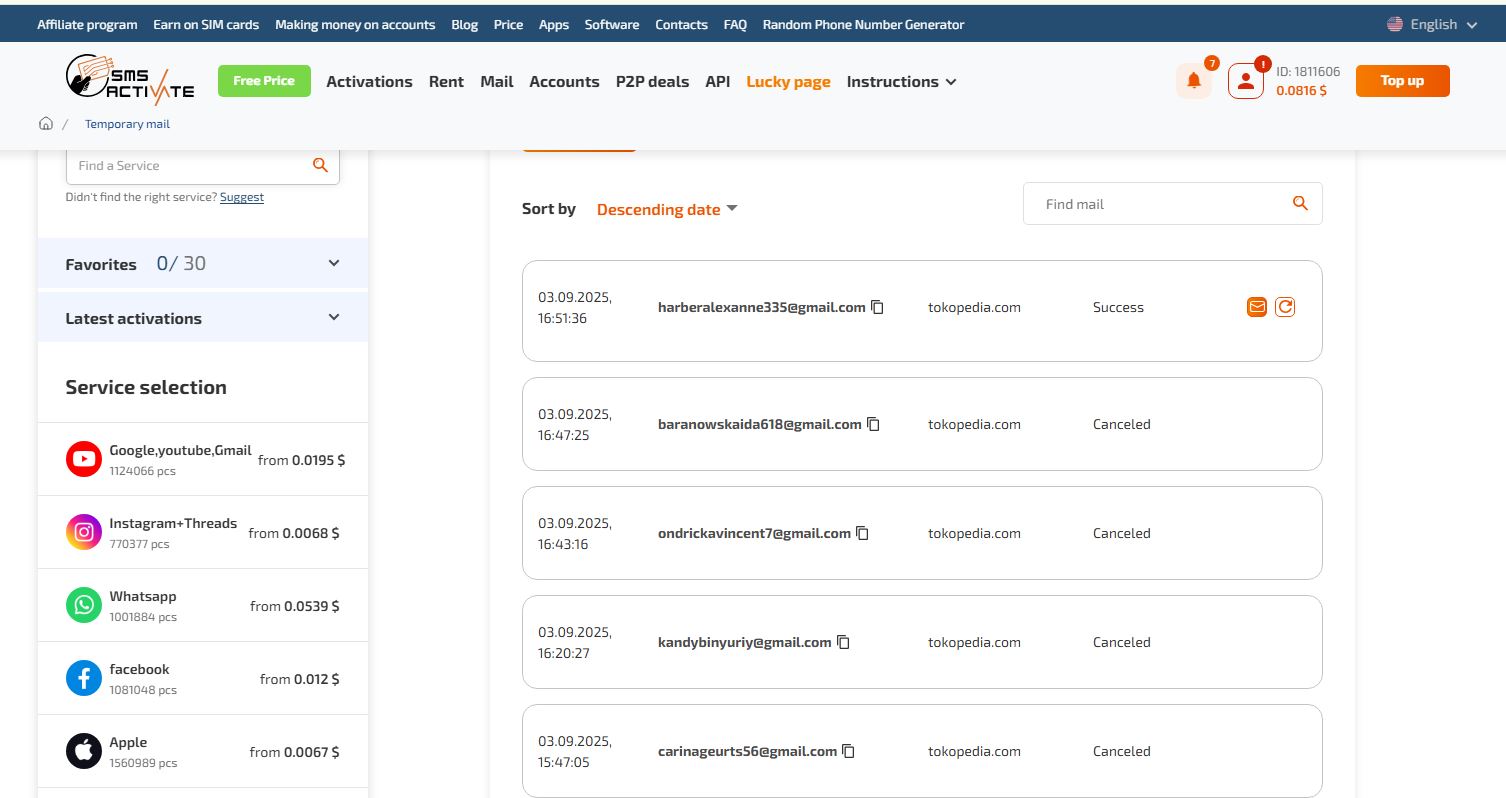 Affiliate program Earn on SIM cards Making money on accounts Blog Price Apps Software Contacts FAQ Random Phone Number Generator English
SMS
ACTIVATE
Free Price Activations Rent Mail Accounts P2P deals API Lucky page Instructions 7 ! ID: 1811606
0.0816 $
Top up
/ Temporary mail
Find a Service
Didn't find the right service? Suggest
Favorites 0/ 30
Latest activations
Service selection
Google,youtube,Gmail
1124066 pcs
from 0.0195 $
Instagram+Threads
770377 pcs
from 0.0068 $
Whatsapp
1001884 pcs
from 0.0539 $
facebook
1081048 pcs
from 0.012 $
Apple
1560989 pcs
from 0.0067 $
Sort by Descending date
Find mail
03.09.2025,
16:51:36
harberalexanne335@gmail.com tokopedia.com Success
03.09.2025,
16:47:25
baranowskaida618@gmail.com tokopedia.com Canceled
03.09.2025,
16:43:16
ondrickavincent7@gmail.com tokopedia.com Canceled
03.09.2025,
16:20:27
kandybinyuriy@gmail.com tokopedia.com Canceled
03.09.2025,
15:47:05
carinageurts56@gmail.com tokopedia.com Canceled